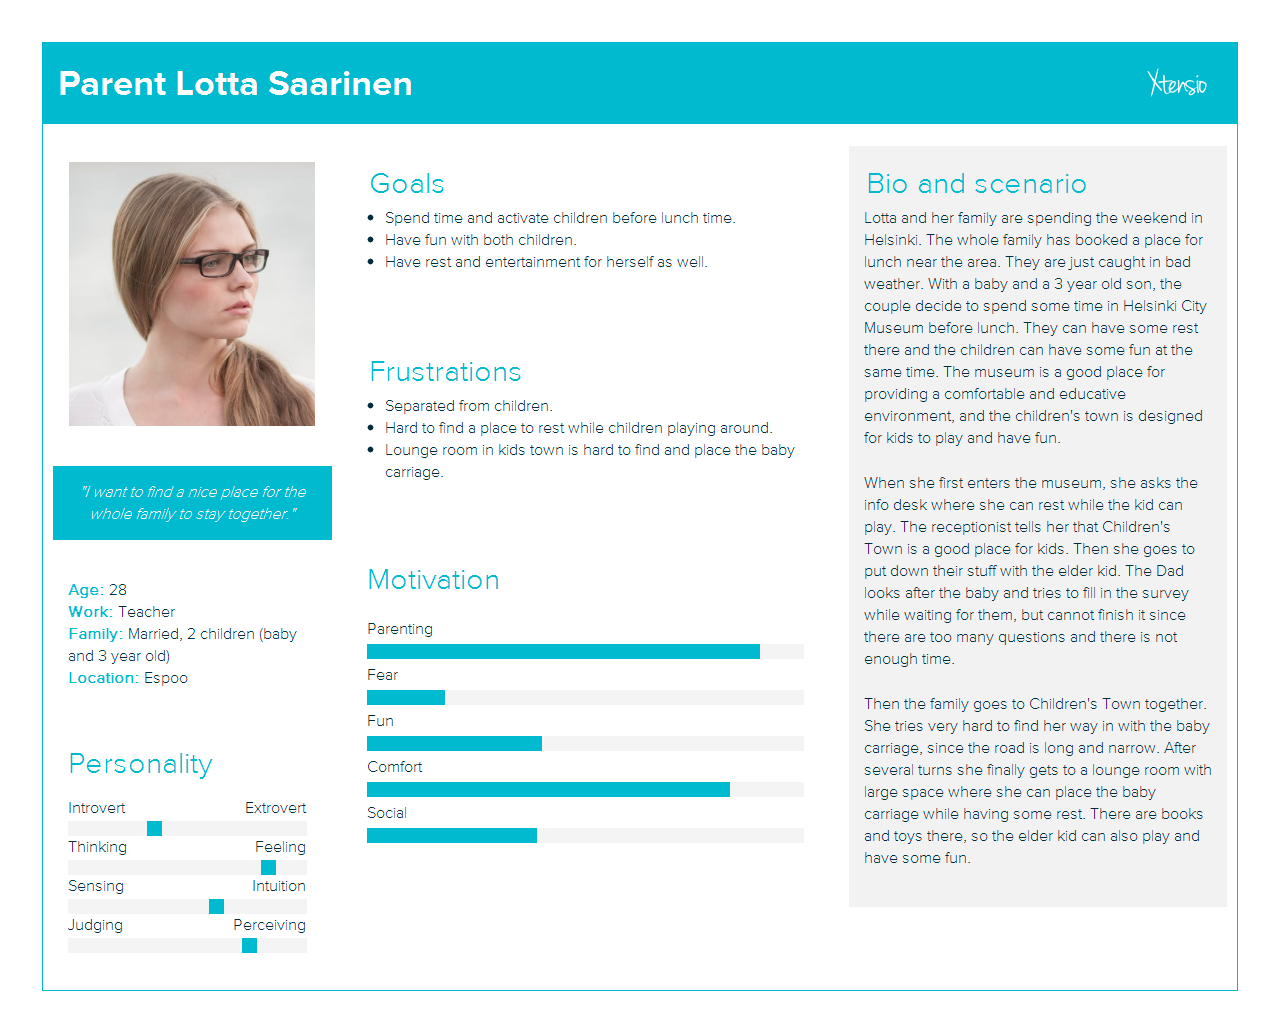 Parent Lotta Saarinen
Xtensio
"I want to find a nice place for the
whole family to stay together."
Age: 28
Work: Teacher
Family: Married, 2 children (baby
and 3 year old)
Location: Espoo
Personality
Introvert Extrovert
Thinking Feeling
Sensing Intuition
Judging Perceiving
Goals
• Spend time and activate children before lunch time.
• Have fun with both children.
• Have rest and entertainment for herself as well.
Frustrations
• Separated from children.
• Hard to find a place to rest while children playing around.
• Lounge room in kids town is hard to find and place the baby
carriage.
Motivation
Parenting
Fear
Fun
Comfort
Social
Bio and scenario
Lotta and her family are spending the weekend in
Helsinki. The whole family has booked a place for
lunch near the area. They are just caught in bad
weather. With a baby and a 3 year old son, the
couple decide to spend some time in Helsinki City
Museum before lunch. They can have some rest
there and the children can have some fun at the
same time. The museum is a good place for
providing a comfortable and educative
environment, and the children's town is designed
for kids to play and have fun.
When she first enters the museum, she asks the
info desk where she can rest while the kid can
play. The receptionist tells her that Children's
Town is a good place for kids. Then she goes to
put down their stuff with the elder kid. The Dad
looks after the baby and tries to fill in the survey
while waiting for them, but cannot finish it since
there are too many questions and there is not
enough time.
Then the family goes to Children's Town together.
She tries very hard to find her way in with the baby
carriage, since the road is long and narrow. After
several turns she finally gets to a lounge room with
large space where she can place the baby
carriage while having some rest. There are books
and toys there, so the elder kid can also play and
have some fun.